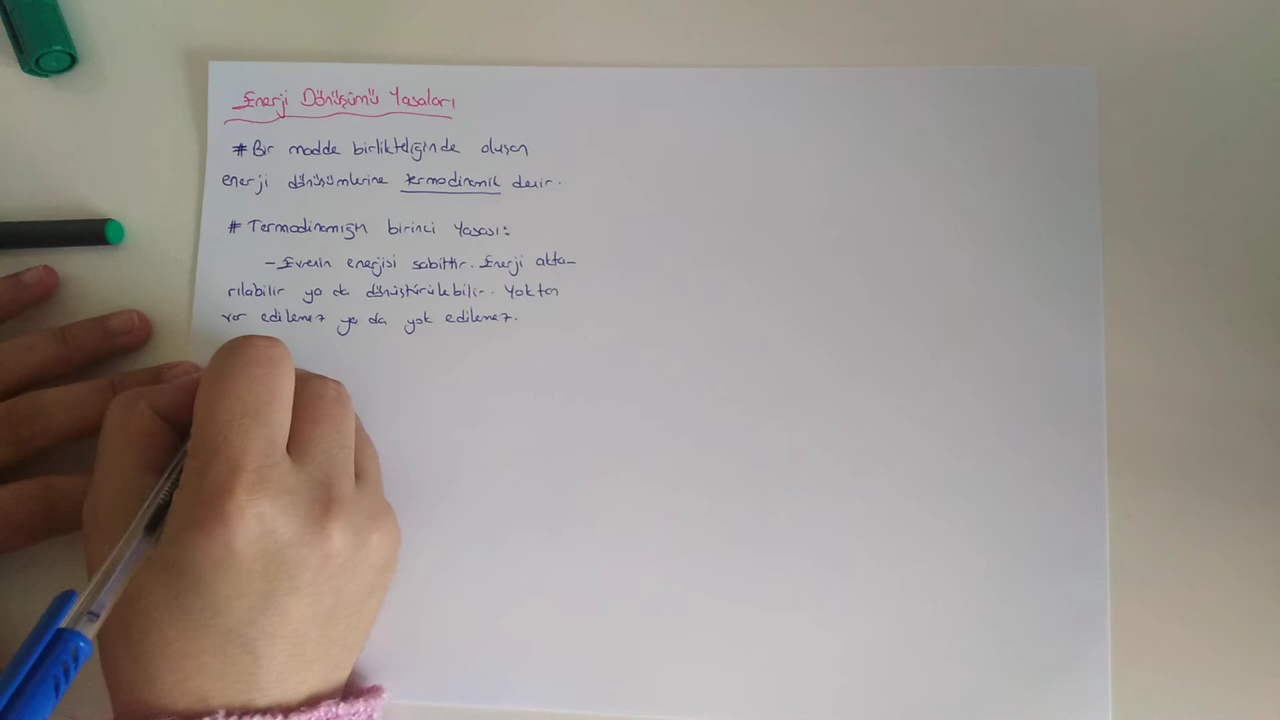 Enerji Dönüşümü Yasaları
# Bir madde birlikteliğinde oluşan
enerji dönüşümlerine termodinamik denir.
# Termodinamiğin birinci Yasası:
- Evrenin enerjisi sabittir. Enerji akta-
rılabilir ya da dönüştürülebilir. Yoktan
var edilemez ya da yok edilemez.